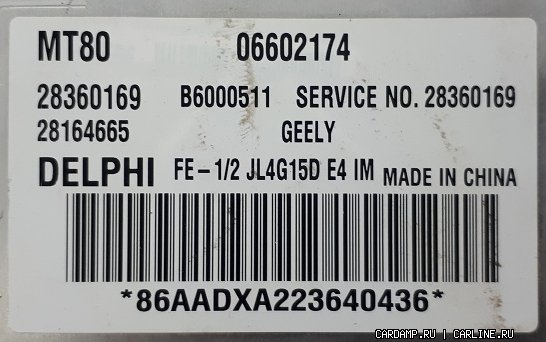 MT80 06602174
28360169 B6000511 SERVICE NO. 28360169
28164665 GEELY
DELPHI FE – 1/2 JL4G15D E4 IM MADE IN CHINA
*86AADXA223640436*
CARDAMP.RU | CARLINE.RU